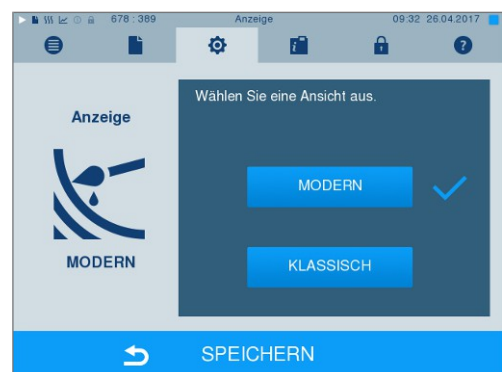 678 : 389
Anzeige
09:32 26.04.2017
i
?
Anzeige
MODERN
Wählen Sie eine Ansicht aus.
MODERN
KLASSISCH
SPEICHERN